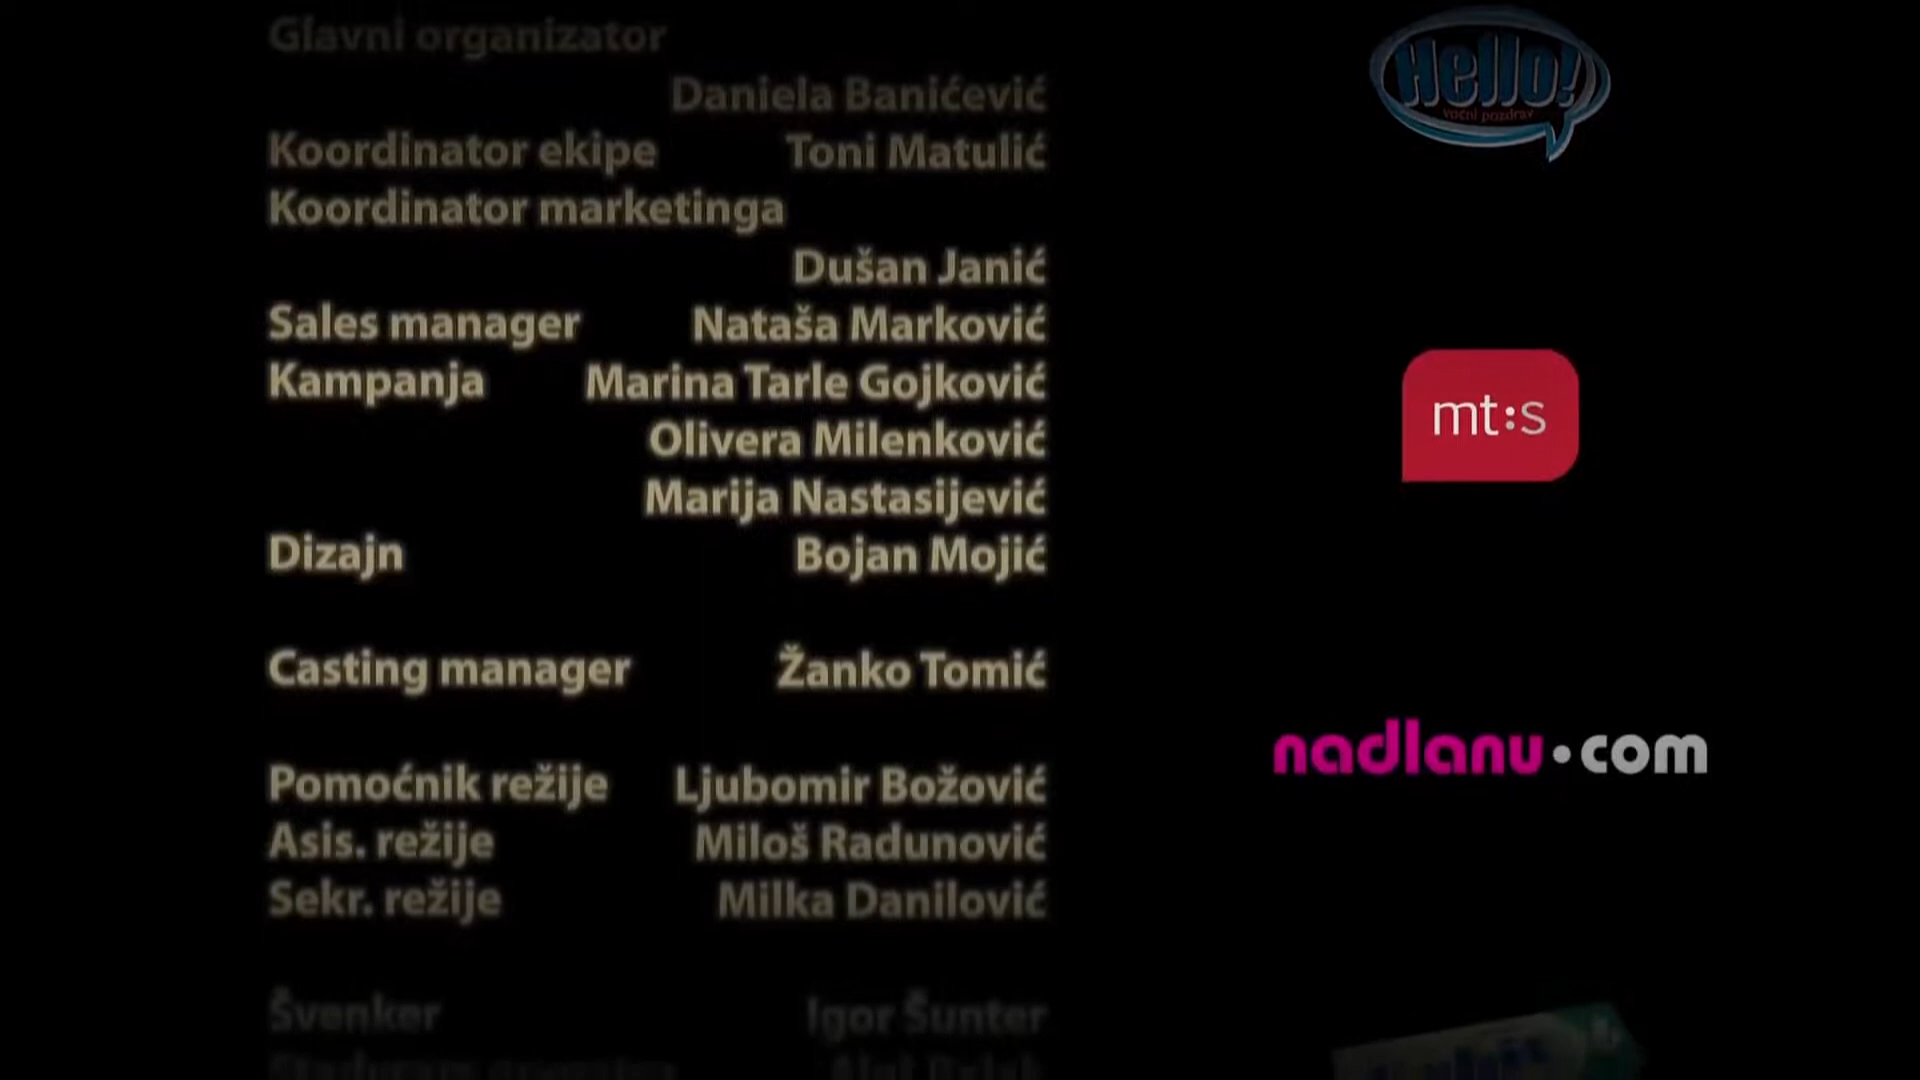 Glavni organizator
Daniela Banićević
Koordinator ekipe Toni Matulić
Koordinator marketinga
Dušan Janić
Sales manager Nataša Marković
Kampanja Marina Tarle Gojković
Olivera Milenković
Marija Nastasijević
Dizajn Bojan Mojić
Casting manager Žanko Tomić
Pomoćnik režije Ljubomir Božović
Asis. režije Miloš Radunović
Sekr. režije Milka Danilović
Švenker Igor Šunter
Hello!
voćni pozdrav
mt:s
nadlanu.com